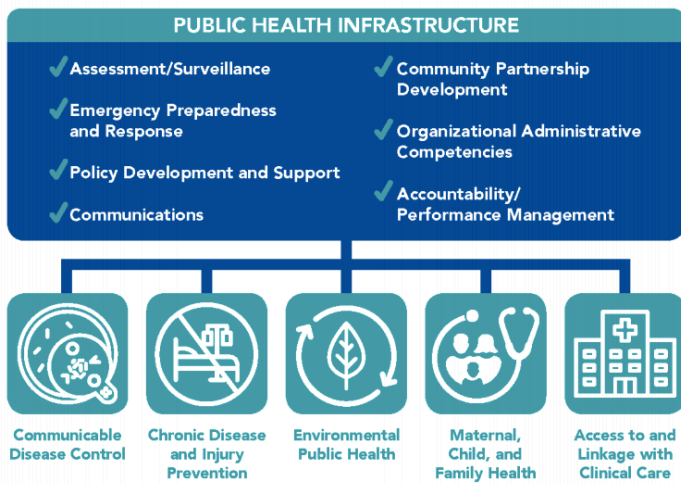 PUBLIC HEALTH INFRASTRUCTURE
Assessment/Surveillance
Emergency Preparedness
and Response
Policy Development and Support
Communications
Community Partnership
Development
Organizational Administrative
Competencies
Accountability/
Performance Management
Communicable
Disease Control
Chronic Disease
and Injury
Prevention
Environmental
Public Health
Maternal,
Child, and
Family Health
Access to and
Linkage with
Clinical Care